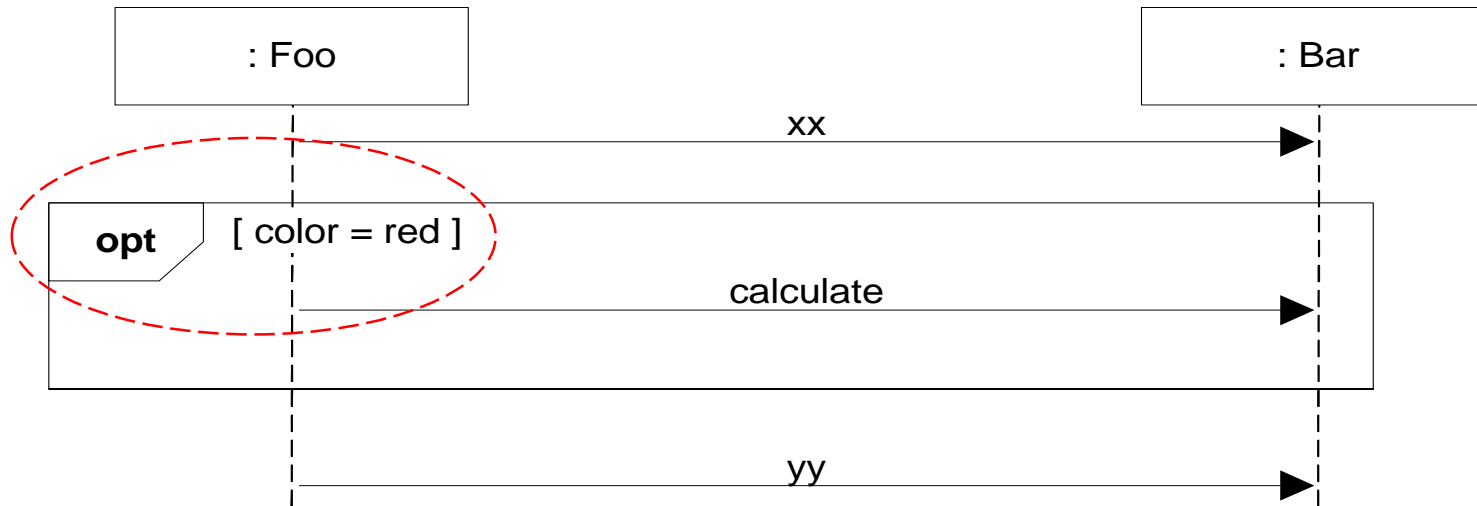 : Foo
: Bar
xx
opt
[ color = red ]
calculate
yy